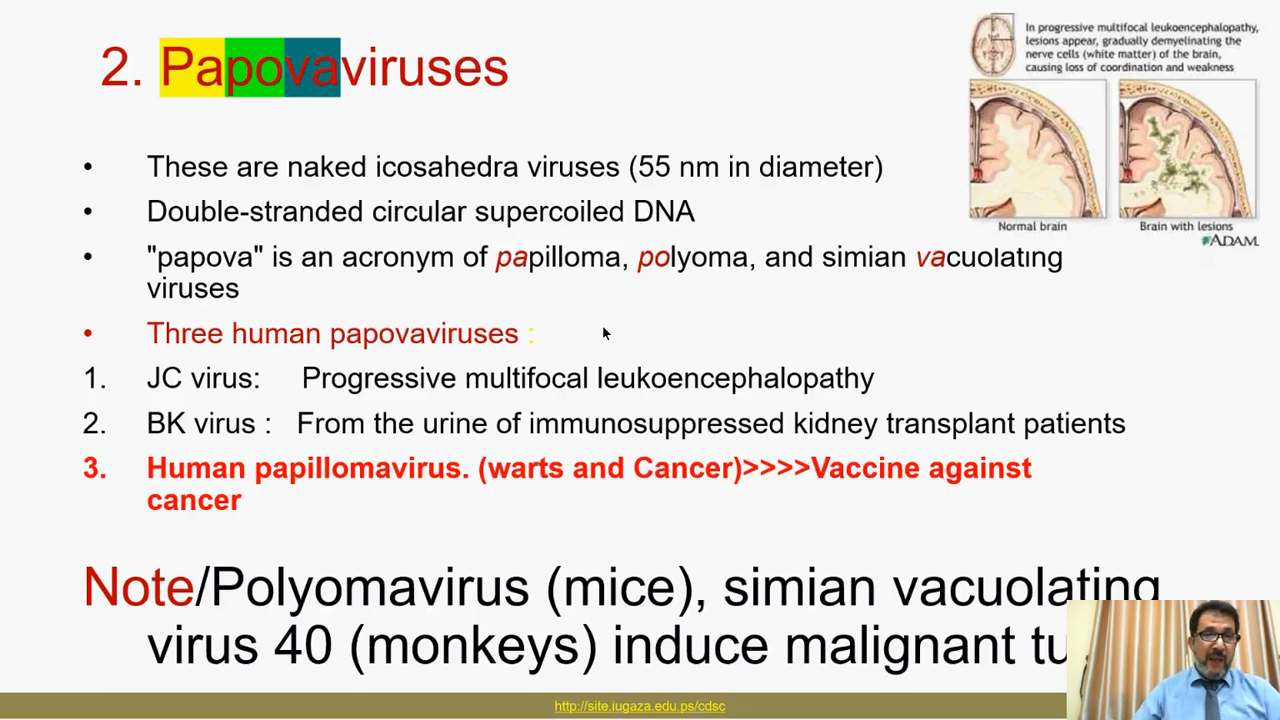 2. Papovaviruses
In progressive multifocal leukoencephalopathy,
lesions appear, gradually demyelinating the
nerve cells (white matter) of the brain,
causing loss of coordination and weakness
Normal brain
Brain with lesions
ADAM.
• These are naked icosahedra viruses (55 nm in diameter)
• Double-stranded circular supercoiled DNA
• "papova" is an acronym of papilloma, polyoma, and simian vacuolating
viruses
• Three human papovaviruses :
1. JC virus: Progressive multifocal leukoencephalopathy
2. BK virus : From the urine of immunosuppressed kidney transplant patients
3. Human papillomavirus. (warts and Cancer)>>>>Vaccine against
cancer
Note/Polyomavirus (mice), simian vacuolating
virus 40 (monkeys) induce malignant
http://site.iugaza.edu.ps/cdsc